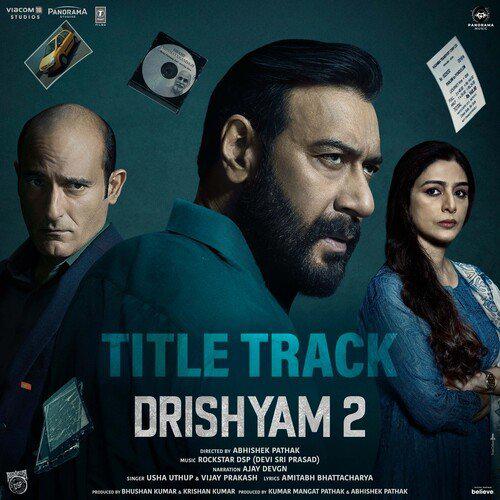 VIACOM 18
STUDIOS
PANORAMA
STUDIOS
T
PANORAMA
MUSIC
TITLE TRACK
DRISHYAM 2
DIRECTED BY ABHISHEK PATHAK
MUSIC ROCKSTAR DSP (DEVI SRI PRASAD)
NARRATION AJAY DEVGN
SINGER USHA UTHUP & VIJAY PRAKASH LYRICS AMITABH BHATTACHARYA
PRODUCED BY BHUSHAN KUMAR & KRISHAN KUMAR PRODUCED BY KUMAR MANGAT PATHAK & ABHISHEK PATHAK
believe